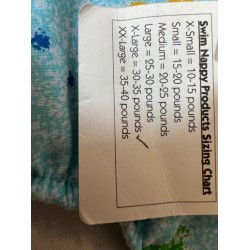 Swim Nappy Products Sizing Chart
X-Small = 10-15 pounds
Small = 15-20 pounds
Medium = 20-25 pounds
Large = 25-30 pounds
X-Large = 30-35 pounds ✓
XX-Large = 35-40 pounds